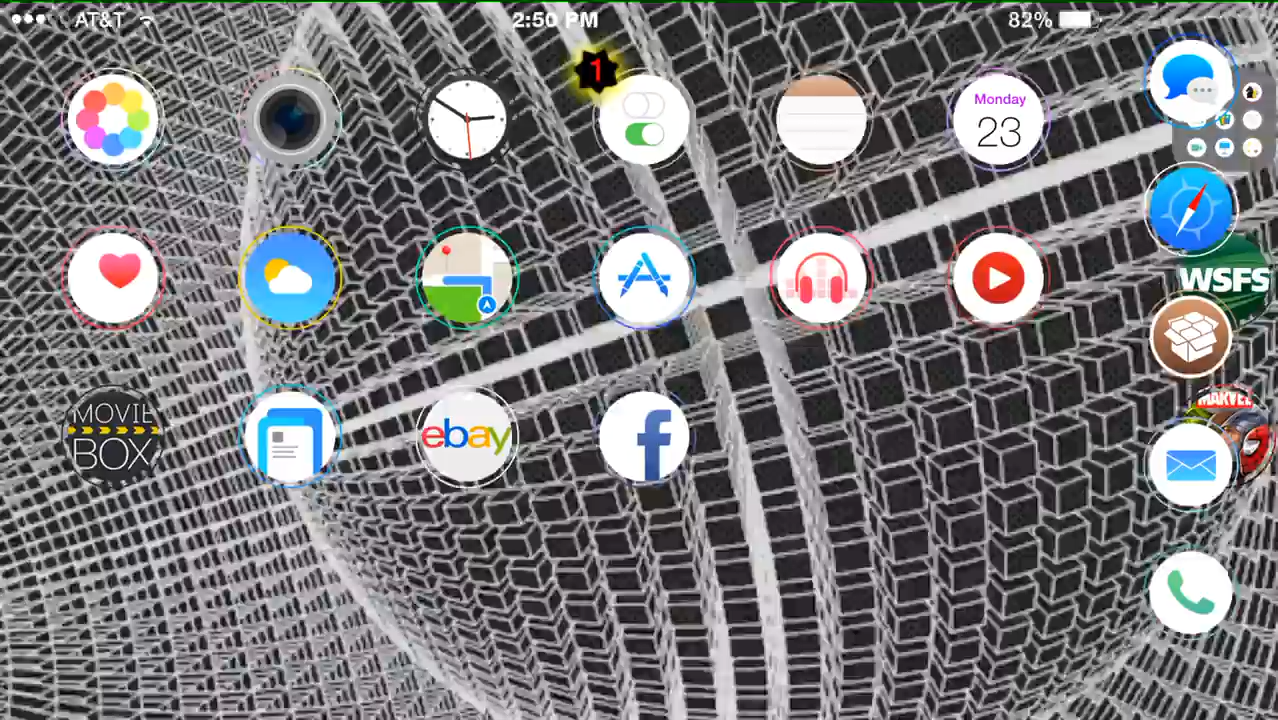 AT&T
2:50 PM
82%
1
Monday
23
WSFS
MARVEL
MOVIE
BOX
ebay
f